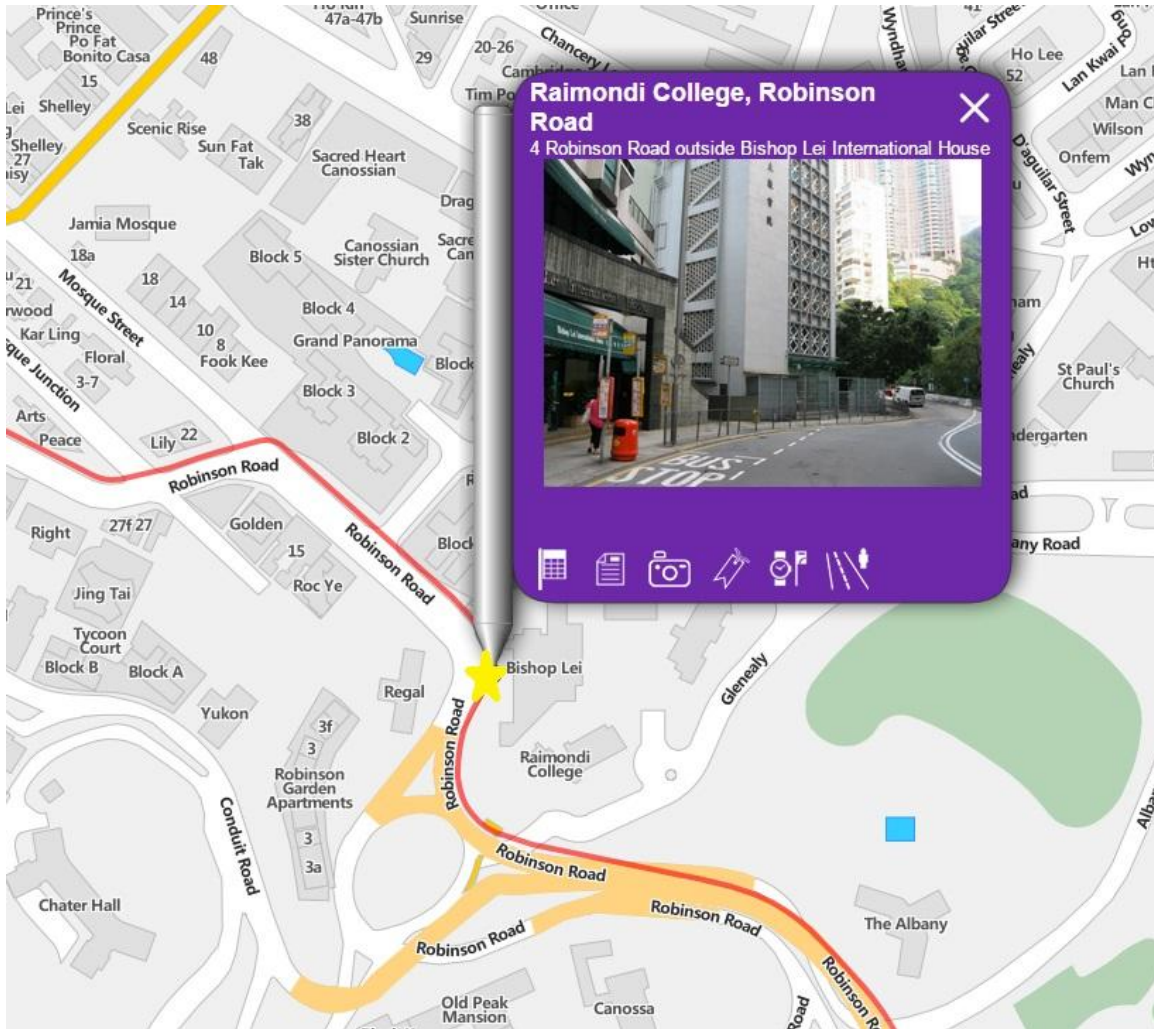 Prince's
Prince
Po Fat
Bonito Casa
15
48
47a-47b
Sunrise
29
20-26
Office
Chancery
Wyndham
Ho Lee
52
Lan Kwai
Man
Wilson
Onfem
D'aguilar Street
Shelley
Shelley
27
Scenic Rise
Sun Fat
Tak
38
Sacred Heart
Canossian
Jamia Mosque
18a
Block 5
Canossian
Sister Church
Raimondi College, Robinson
Road
4 Robinson Road outside Bishop Lei International House
BUS
STOP
21
Kar Ling
Mosque Street
18
14
10
8
Fook Kee
Floral
3-7
Block 4
Grand Panorama
Block
Block 3
Block 2
St Paul's
Church
Arts
Peace
Junction
Lily
22
Robinson Road
Right
27f
27
Golden
15
Roc Ye
Robinson Road
Block
Jing Tai
Tycoon
Court
Block B
Block A
Yukon
Regal
Bishop Lei
Glenealy
3f
3
Robinson
Garden
Apartments
3
3a
Robinson Road
Raimondi
College
Conduit Road
Chater Hall
Robinson Road
Robinson Road
Robinson Road
The Albany
Robinson
Old Peak
Mansion
Canossa
Road